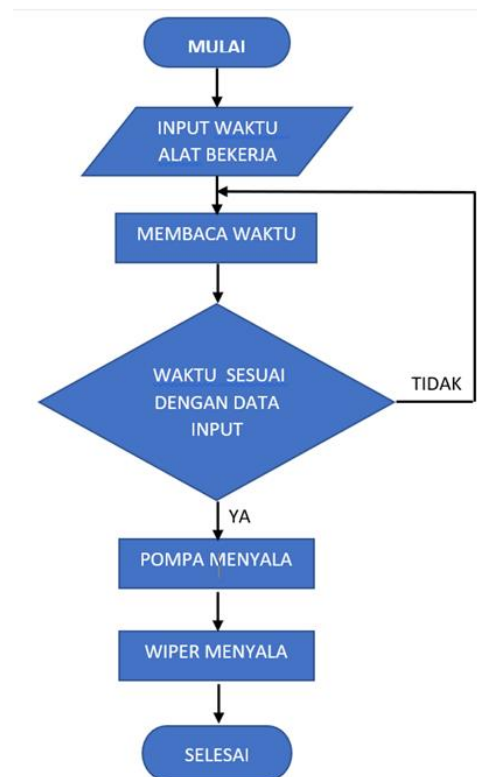 MULAI
INPUT WAKTU
ALAT BEKERJA
MEMBACA WAKTU
WAKTU SESUAI
DENGAN DATA
INPUT
TIDAK
YA
POMPA MENYALA
WIPER MENYALA
SELESAI